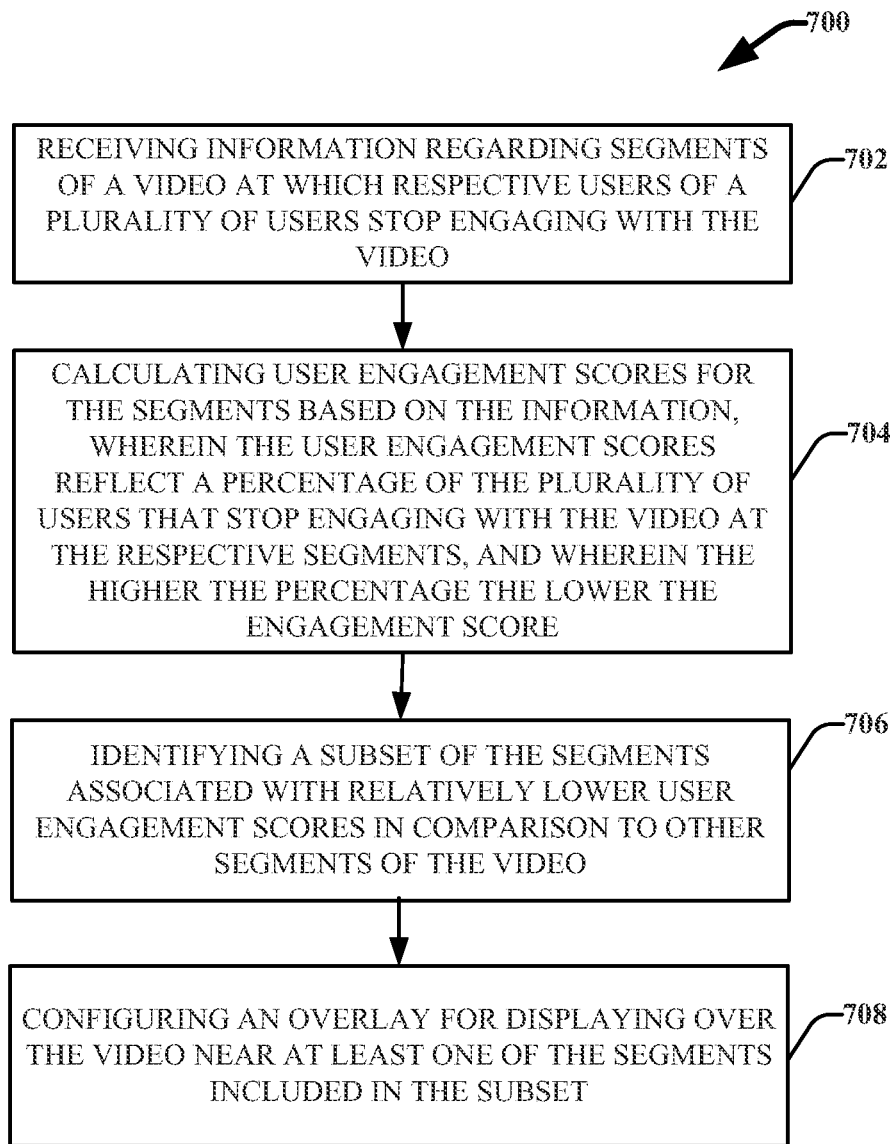 700
RECEIVING INFORMATION REGARDING SEGMENTS
OF A VIDEO AT WHICH RESPECTIVE USERS OF A
PLURALITY OF USERS STOP ENGAGING WITH THE
VIDEO
702
CALCULATING USER ENGAGEMENT SCORES FOR
THE SEGMENTS BASED ON THE INFORMATION,
WHEREIN THE USER ENGAGEMENT SCORES
REFLECT A PERCENTAGE OF THE PLURALITY OF
USERS THAT STOP ENGAGING WITH THE VIDEO AT
THE RESPECTIVE SEGMENTS, AND WHEREIN THE
HIGHER THE PERCENTAGE THE LOWER THE
ENGAGEMENT SCORE
704
IDENTIFYING A SUBSET OF THE SEGMENTS
ASSOCIATED WITH RELATIVELY LOWER USER
ENGAGEMENT SCORES IN COMPARISON TO OTHER
SEGMENTS OF THE VIDEO
706
CONFIGURING AN OVERLAY FOR DISPLAYING OVER
THE VIDEO NEAR AT LEAST ONE OF THE SEGMENTS
INCLUDED IN THE SUBSET
708